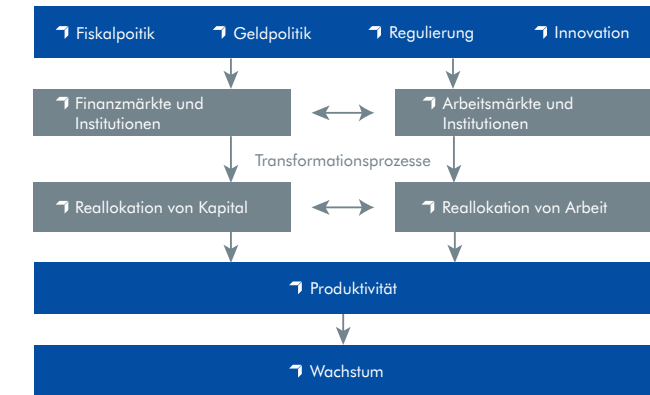 Fiskalpoitik
Geldpolitik
Regulierung
Innovation
Finanzmärkte und
Institutionen
Arbeitsmärkte und
Institutionen
Transformationsprozesse
Reallokation von Kapital
Reallokation von Arbeit
Produktivität
Wachstum